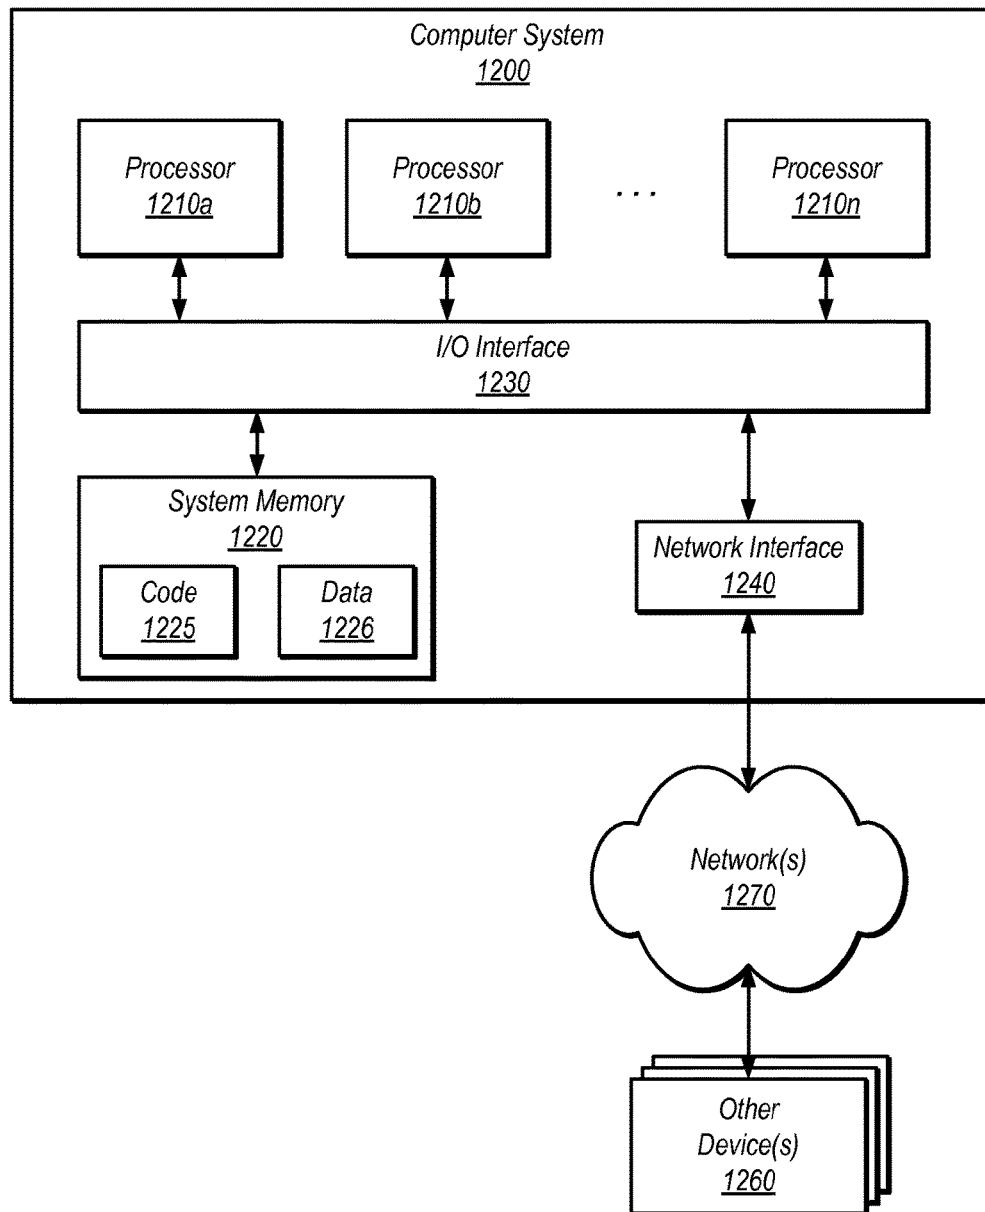 Computer System
1200
Processor
1210a
Processor
1210b
. . .
Processor
1210n
I/O Interface
1230
System Memory
1220
Code
1225
Data
1226
Network Interface
1240
Network(s)
1270
Other
Device(s)
1260